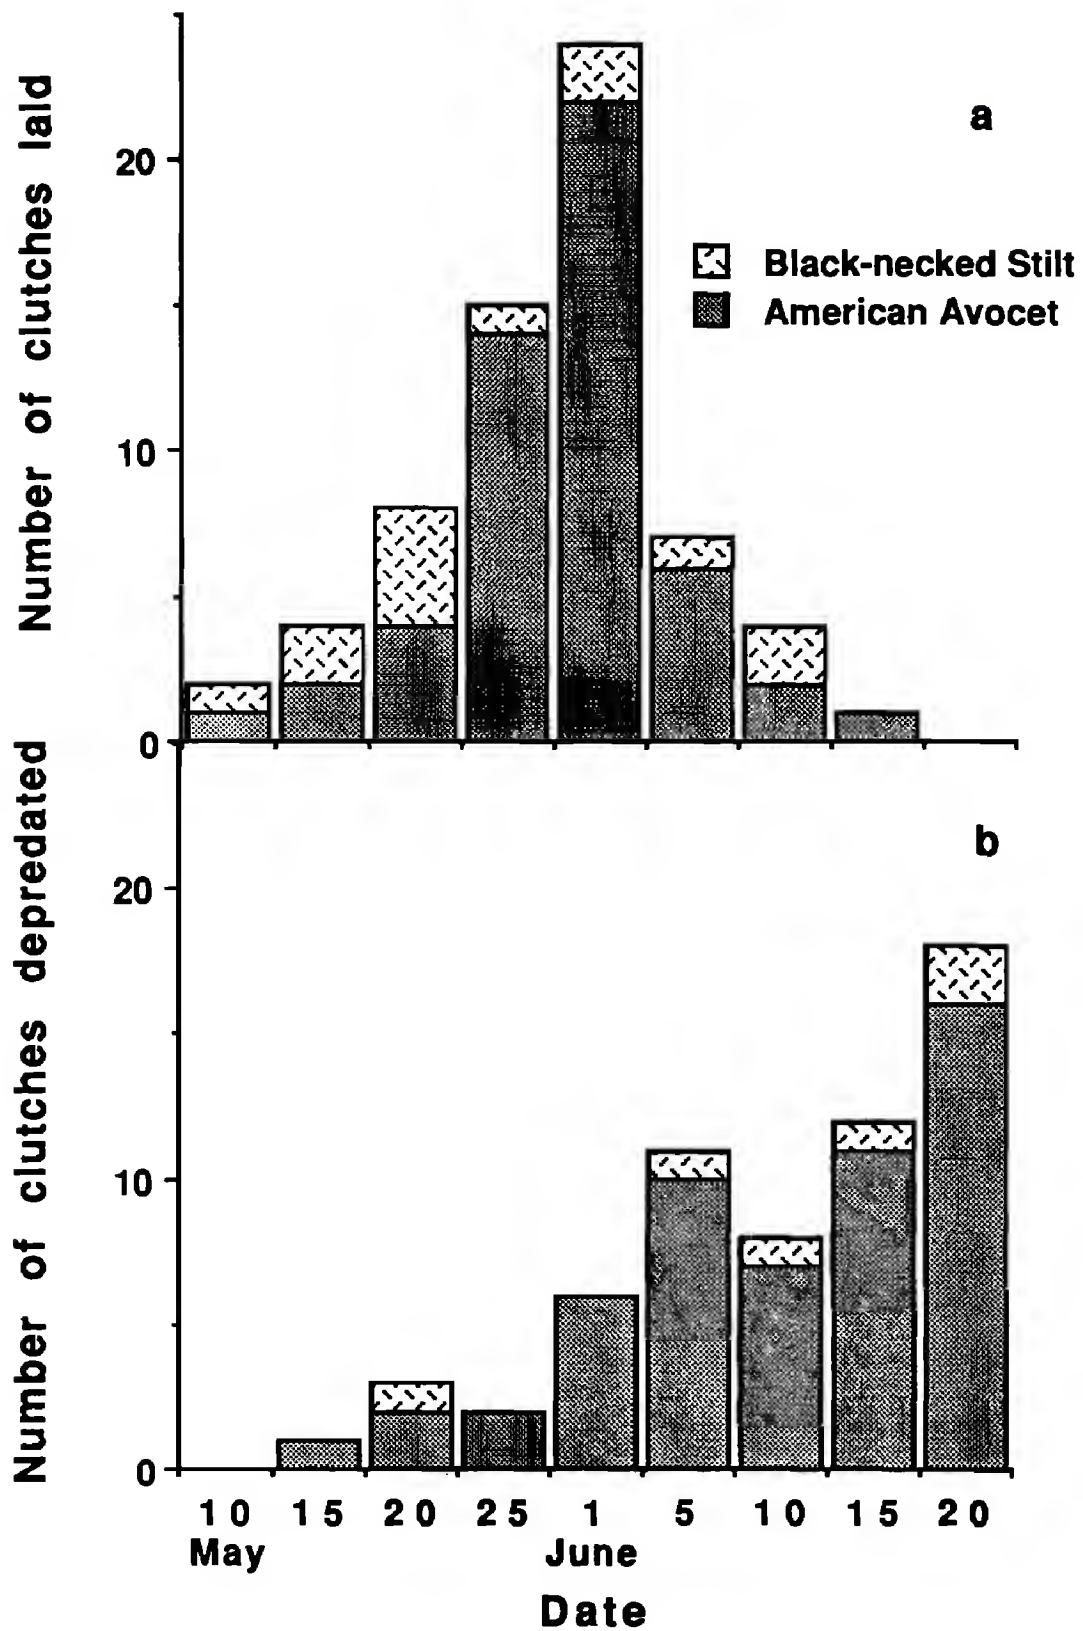 Number of clutches laid
20
10
0
a
Black-necked Stilt
American Avocet
Number of clutches depredated
20
10
0
b
10 15 20 25 1 5 10 15 20
May June
Date